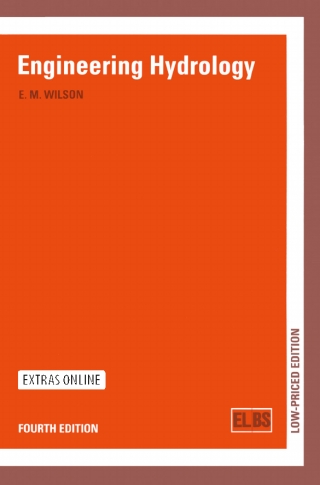 Engineering Hydrology
E. M. WILSON
EXTRAS ONLINE
FOURTH EDITION
ELBS
LOW-PRICED EDITION